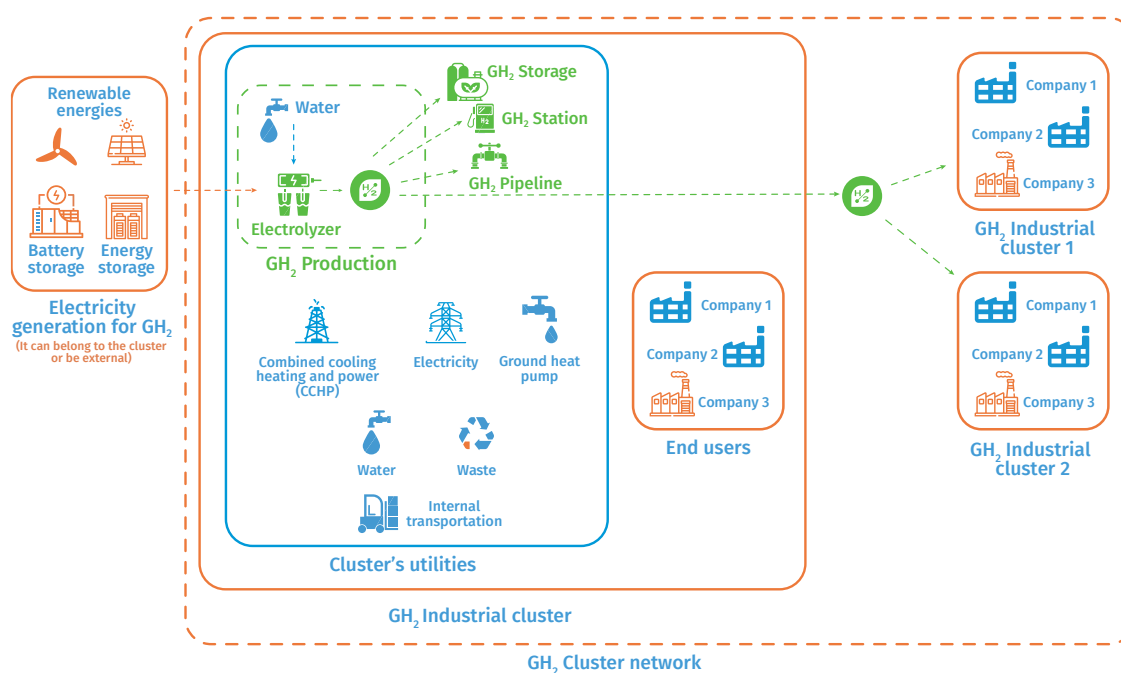 Renewable
energies
Battery
storage
Energy
storage
Electricity
generation for GH₂
(It can belong to the cluster
or be external)
Water
Electrolyzer
H₂
GH₂ Production
GH₂ Storage
H2
GH₂ Station
GH₂ Pipeline
Combined cooling
heating and power
(CCHP)
Electricity
Ground heat
pump
Water
Waste
Internal
transportation
Cluster's utilities
Company 1
Company 2
Company 3
End users
GH₂ Industrial cluster
H₂
Company 1
Company 2
Company 3
GH₂ Industrial
cluster 1
Company 1
Company 2
Company 3
GH₂ Industrial
cluster 2
GH₂ Cluster network